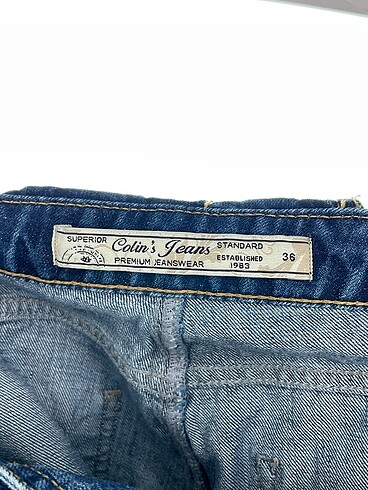 SUPERIOR Colin's Jeans STANDARD
PREMIUM JEANSWEAR ESTABLISHED 1983
36